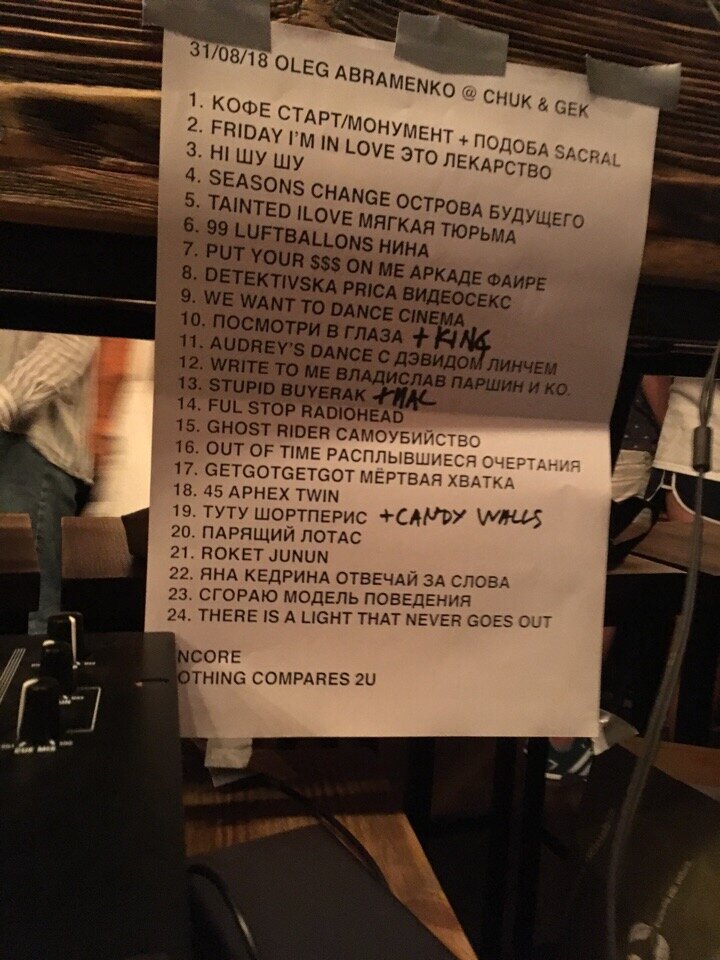 31/08/18 OLEG ABRAMENKO @ CHUK & GEK
1. КОФЕ СТАРТ/МОНУМЕНТ + ПОДОБА SACRAL
2. FRIDAY I'M IN LOVE ЭТО ЛЕКАРСТВО
3. НІ ШУ ШУ
4. SEASONS CHANGE ОСТРОВА БУДУЩЕГО
5. TAINTED ILOVE МЯГКАЯ ТЮРЬМА
6. 99 LUFTBALLONS НИНА
7. PUT YOUR $$$ ON ME АРКАДЕ ФАИРЕ
8. DETEKTIVSKA PRICA ВИДЕОСЕКС
9. WE WANT TO DANCE CINEMA
10. ПОСМОТРИ В ГЛАЗА + KING
11. AUDREY'S DANCE С ДЭВИДОМ ЛИНЧЕМ
12. WRITE TO ME ВЛАДИСЛАВ ПАРШИН И КО.
13. STUPID BUYERAK + MAC
14. FUL STOP RADIOHEAD
15. GHOST RIDER САМОУБИЙСТВО
16. OUT OF TIME РАСПЛЫВШИЕСЯ ОЧЕРТАНИЯ
17. GETGOTGETGOT МЁРТВАЯ ХВАТКА
18. 45 APHEX TWIN
19. ТУТУ ШОРТПЕРИС + CANDY WALLS
20. ПАРЯЩИЙ ЛОТАС
21. ROKET JUNUN
22. ЯНА КЕДРИНА ОТВЕЧАЙ ЗА СЛОВА
23. СГОРАЮ МОДЕЛЬ ПОВЕДЕНИЯ
24. THERE IS A LIGHT THAT NEVER GOES OUT
NCORE
OTHING COMPARES 2U